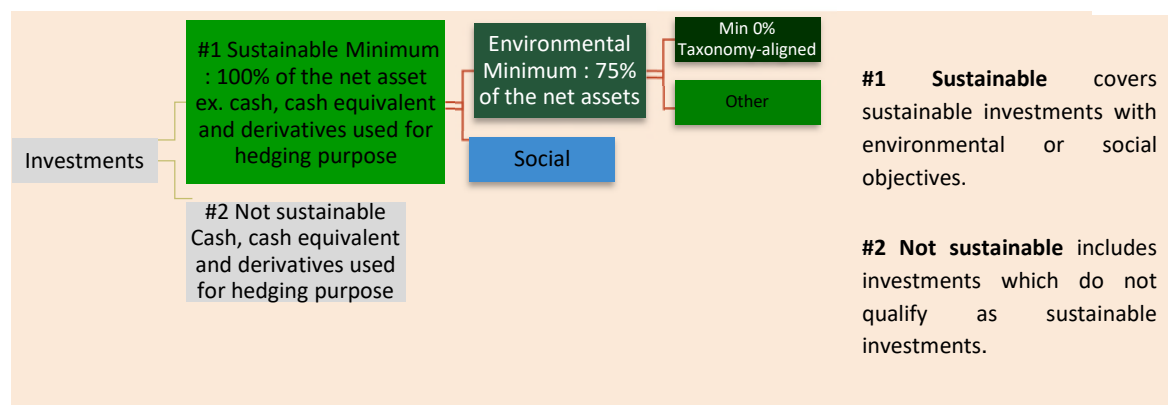 Investments
#1 Sustainable Minimum
: 100% of the net asset
ex. cash, cash equivalent
and derivatives used for
hedging purpose
#2 Not sustainable
Cash, cash equivalent
and derivatives used
for hedging purpose
Environmental
Minimum : 75%
of the net assets
Social
Min 0%
Taxonomy-aligned
Other
#1 Sustainable covers
sustainable investments with
environmental or social
objectives.
#2 Not sustainable includes
investments which do not
qualify as sustainable
investments.